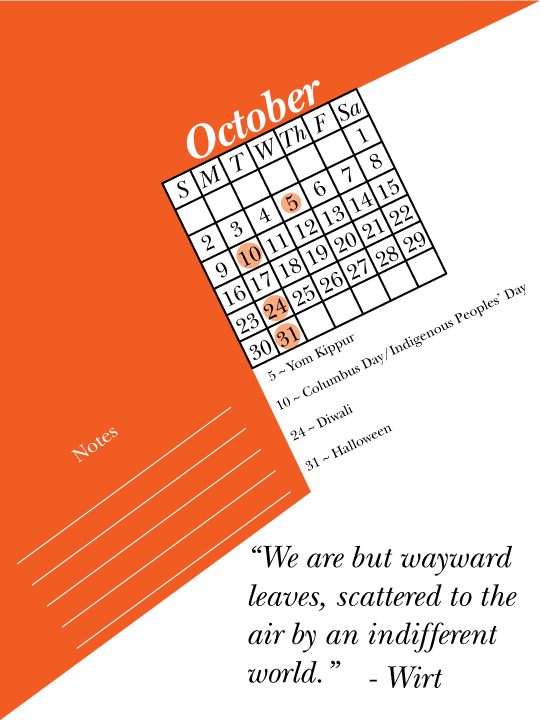 October
S M T W Th F Sa
1
2 3 4 5 6 7 8
9 10 11 12 13 14 15
16 17 18 19 20 21 22
23 24 25 26 27 28 29
30 31
5 ~ Yom Kippur
10 ~ Columbus Day/Indigenous Peoples' Day
24 ~ Diwali
31 ~ Halloween
Notes
“We are but wayward
leaves, scattered to the
air by an indifferent
world.” - Wirt